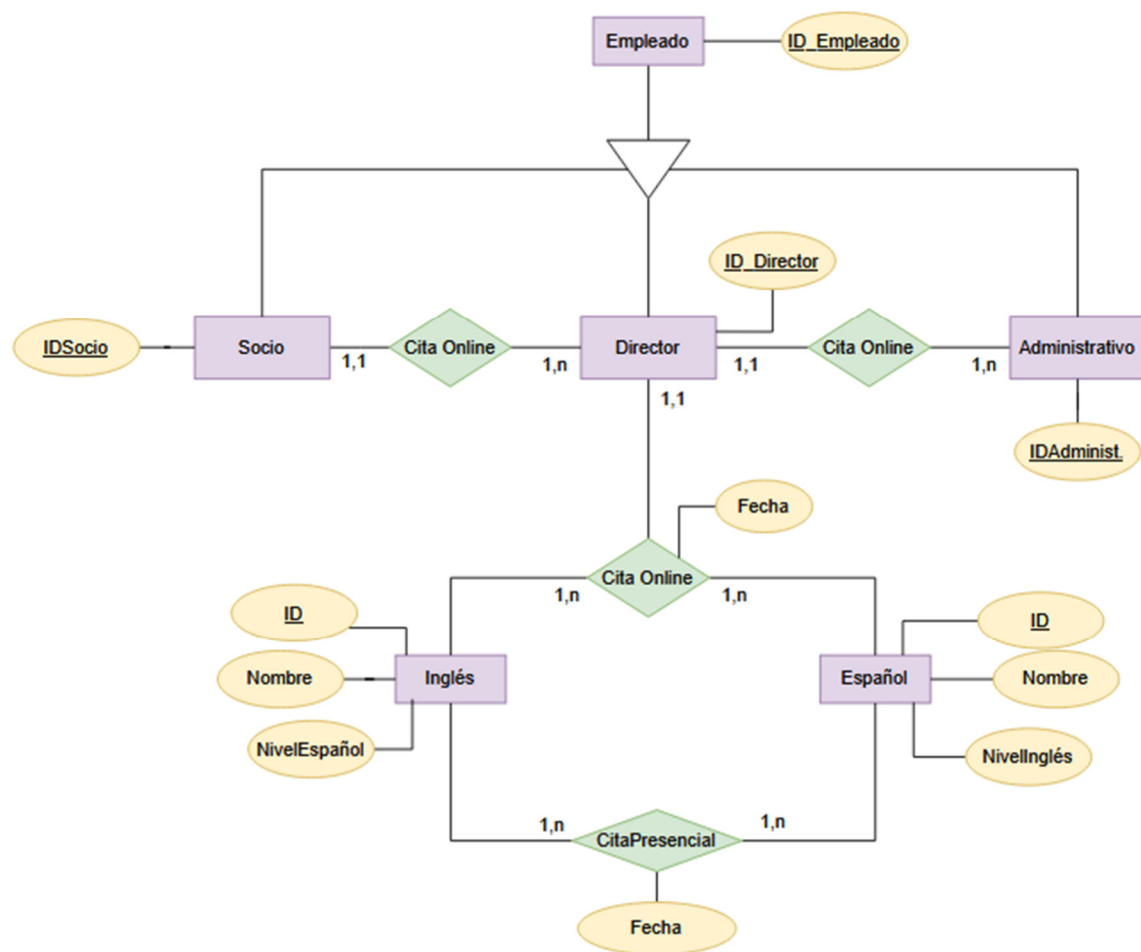 Empleado
ID_Empleado
ID_Director
IDSocio
Socio
1,1
Cita Online
1,n
Director
1,1
Cita Online
1,n
Administrativo
1,1
IDAdminist.
Fecha
Cita Online
1,n
1,n
ID
ID
Nombre
Inglés
Español
Nombre
NivelEspañol
NivelInglés
1,n
CitaPresencial
1,n
Fecha